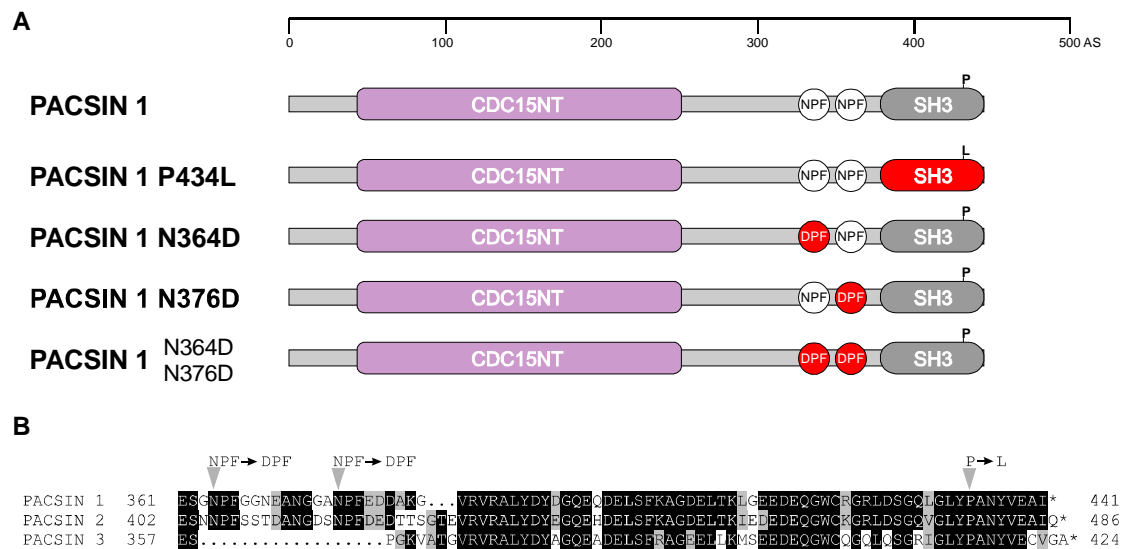 A
0 100 200 300 400 500 AS
P
PACSIN 1 CDC15NT NPF NPF SH3
L
PACSIN 1 P434L CDC15NT NPF NPF SH3
P
PACSIN 1 N364D CDC15NT DPF NPF SH3
P
PACSIN 1 N376D CDC15NT NPF DPF SH3
P
PACSIN 1 N364D N376D CDC15NT DPF DPF SH3
B
NPF→DPF NPF→DPF P→L
PACSIN 1 361 ESGNPFGGNEANGGANPFEDDAKG...VRVRALYDYDGQEQDELSFKAGDELTKLGEEDEQGWCRGRLDSGQLGLYPANYVEAI* 441
PACSIN 2 402 ESNNPFSSTDANGDSNPFDEDTTSGTEVRVRALYDYEGQEHDELSFKAGDELTKIEDEDEQGWCKGRLDSGQVGLYPANYVEAIQ* 486
PACSIN 3 357 ES..................PGKVATGVRVRALYDYAGQEADELSFRAGEELLKMSEEDEQGWCQGQLQSGRIGLYPANYVECVGA* 424